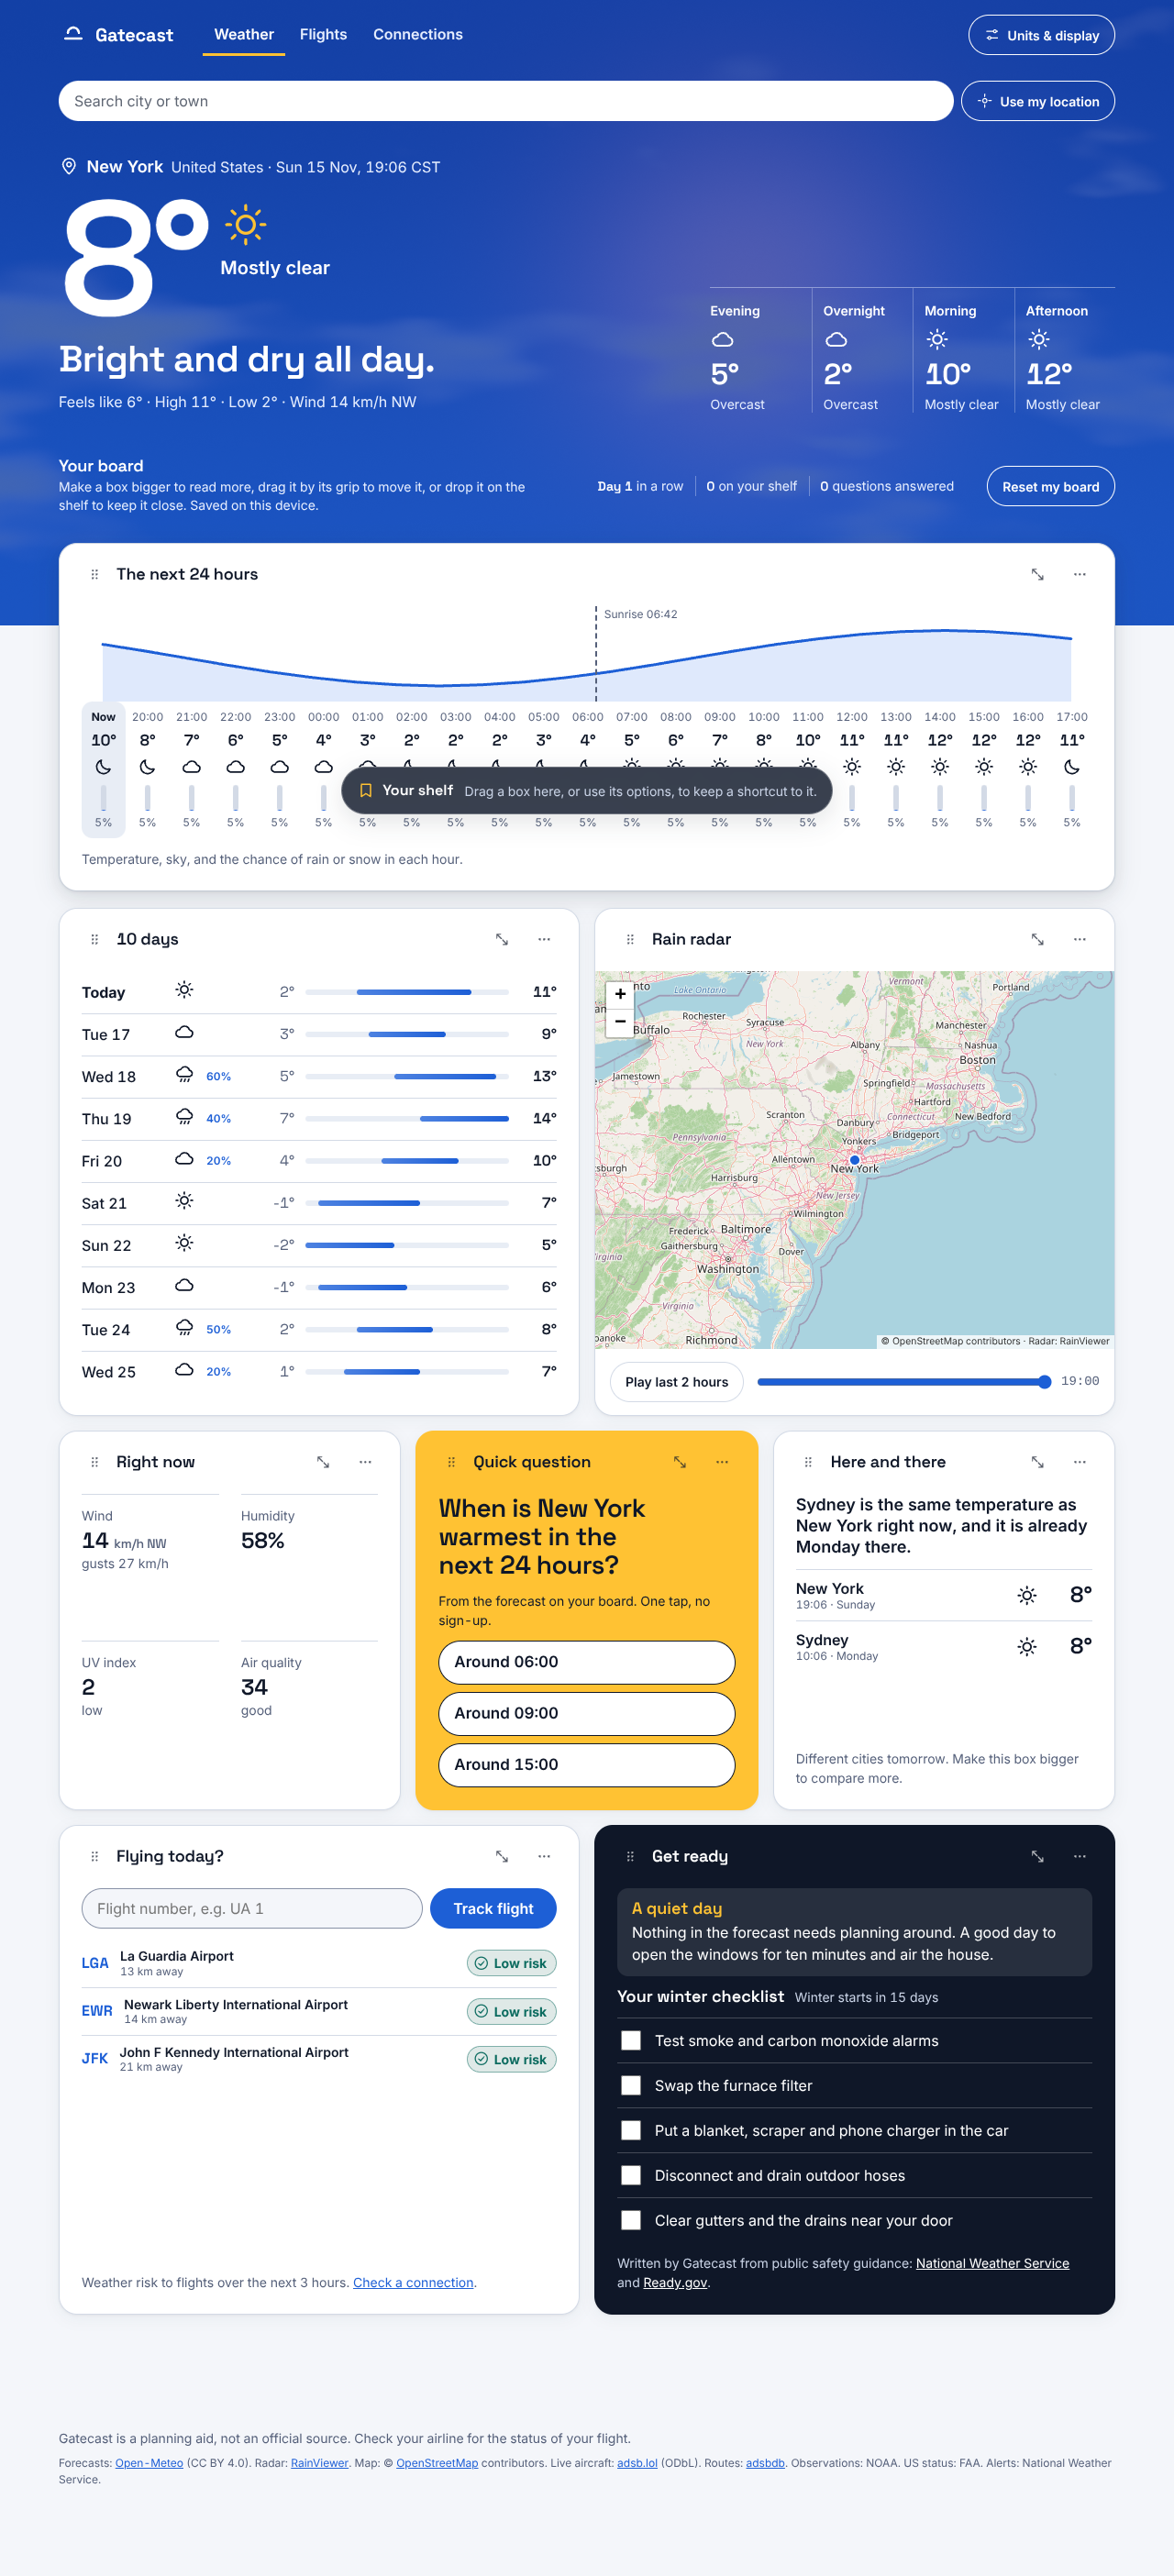 Gatecast
Weather Flights Connections
Units & display
Search city or town
Use my location
New York United States · Sun 15 Nov, 19:06 CST
8°
Mostly clear
Bright and dry all day.
Feels like 6° · High 11° · Low 2° · Wind 14 km/h NW
Evening Overnight Morning Afternoon
5° 2° 10° 12°
Overcast Overcast Mostly clear Mostly clear
Your board
Make a box bigger to read more, drag it by its grip to move it, or drop it on the
shelf to keep it close. Saved on this device.
Day 1 in a row 0 on your shelf 0 questions answered
Reset my board
The next 24 hours
Sunrise 06:42
Now 20:00 21:00 22:00 23:00 00:00 01:00 02:00 03:00 04:00 05:00 06:00 07:00 08:00 09:00 10:00 11:00 12:00 13:00 14:00 15:00 16:00 17:00
10° 8° 7° 6° 5° 4° 3° 2° 2° 2° 3° 4° 5° 6° 7° 8° 10° 11° 11° 12° 12° 12° 11°
Your shelf Drag a box here, or use its options, to keep a shortcut to it.
5% 5% 5% 5% 5% 5% 5% 5% 5% 5% 5% 5% 5% 5% 5% 5% 5% 5% 5% 5% 5% 5% 5%
Temperature, sky, and the chance of rain or snow in each hour.
10 days
Today 2° 11°
Tue 17 3° 9°
Wed 18 60% 5° 13°
Thu 19 40% 7° 14°
Fri 20 20% 4° 10°
Sat 21 -1° 7°
Sun 22 -2° 5°
Mon 23 -1° 6°
Tue 24 50% 2° 8°
Wed 25 20% 1° 7°
Rain radar
+
−
Lake Ontario
Vermont
Portland
Rochester
Syracuse
Buffalo
New York
Manchester
Albany
Nashua
Boston
Jamestown
Springfield
Massachusetts
Hartford
Scranton
Connecticut
New Bedford
Danbury
Pennsylvania
Yonkers
Bridgeport
Allentown
New York
Harrisburg
New Jersey
Wilmington
Frederick
Baltimore
Gaithersburg
Dover
Washington
Virginia
Richmond
© OpenStreetMap contributors · Radar: RainViewer
Play last 2 hours
19:00
Right now
Wind
14 km/h NW
gusts 27 km/h
Humidity
58%
UV index
2
low
Air quality
34
good
Quick question
When is New York
warmest in the
next 24 hours?
From the forecast on your board. One tap, no
sign-up.
Around 06:00
Around 09:00
Around 15:00
Here and there
Sydney is the same temperature as
New York right now, and it is already
Monday there.
New York 8°
19:06 · Sunday
Sydney 8°
10:06 · Monday
Different cities tomorrow. Make this box bigger
to compare more.
Flying today?
Flight number, e.g. UA 1
Track flight
LGA La Guardia Airport Low risk
13 km away
EWR Newark Liberty International Airport Low risk
14 km away
JFK John F Kennedy International Airport Low risk
21 km away
Weather risk to flights over the next 3 hours. Check a connection.
Get ready
A quiet day
Nothing in the forecast needs planning around. A good day to
open the windows for ten minutes and air the house.
Your winter checklist Winter starts in 15 days
Test smoke and carbon monoxide alarms
Swap the furnace filter
Put a blanket, scraper and phone charger in the car
Disconnect and drain outdoor hoses
Clear gutters and the drains near your door
Written by Gatecast from public safety guidance: National Weather Service
and Ready.gov.
Gatecast is a planning aid, not an official source. Check your airline for the status of your flight.
Forecasts: Open-Meteo (CC BY 4.0). Radar: RainViewer. Map: © OpenStreetMap contributors. Live aircraft: adsb.lol (ODbL). Routes: adsbdb. Observations: NOAA. US status: FAA. Alerts: National Weather
Service.